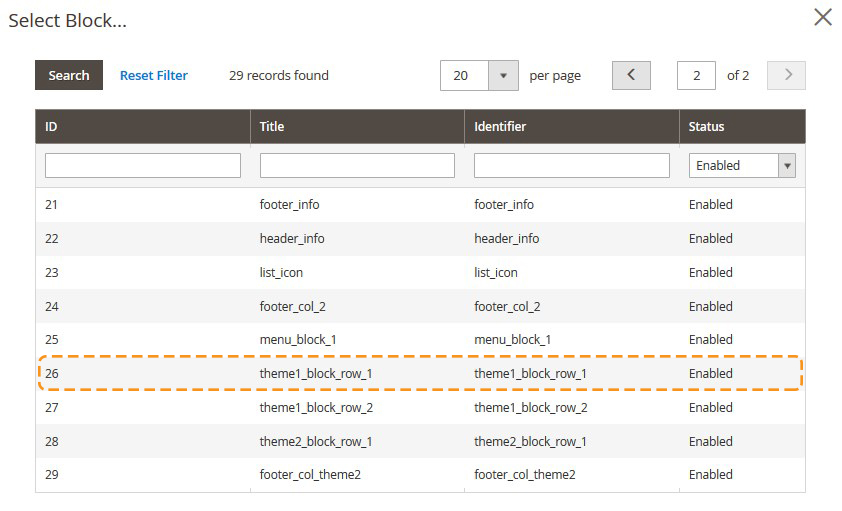 Select Block...
Search Reset Filter 29 records found 20 per page 2 of 2
ID Title Identifier Status
Enabled
21 footer_info footer_info Enabled
22 header_info header_info Enabled
23 list_icon list_icon Enabled
24 footer_col_2 footer_col_2 Enabled
25 menu_block_1 menu_block_1 Enabled
26 theme1_block_row_1 theme1_block_row_1 Enabled
27 theme1_block_row_2 theme1_block_row_2 Enabled
28 theme2_block_row_1 theme2_block_row_1 Enabled
29 footer_col_theme2 footer_col_theme2 Enabled